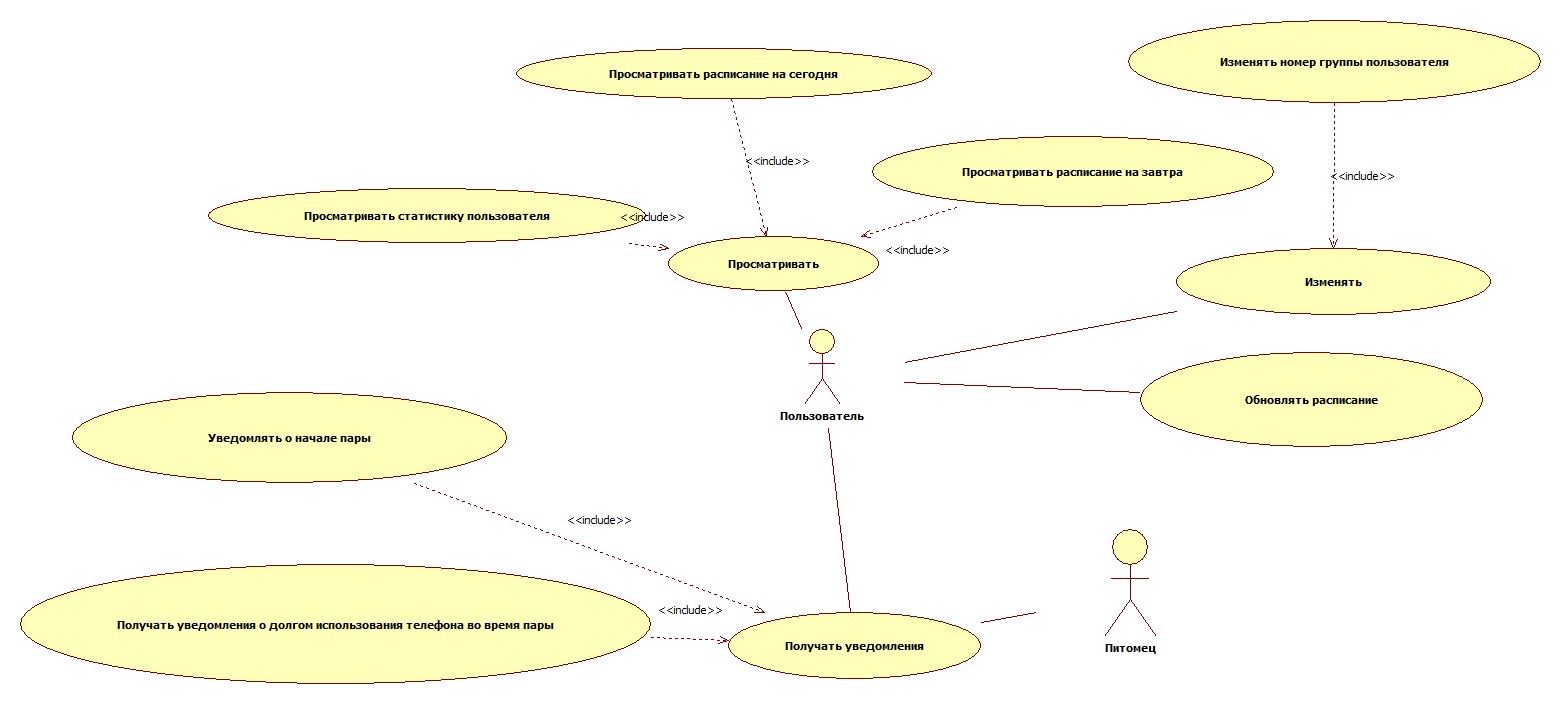 Изменять номер группы пользователя
Просматривать расписание на сегодня
<<include>>
Просматривать расписание на завтра
<<include>>
Просматривать статистику пользователя
<<include>>
<<include>>
Просматривать
Изменять
Обновлять расписание
Пользователь
Уведомлять о начале пары
<<include>>
<<include>>
Получать уведомления о долгом использования телефона во время пары
Получать уведомления
Питомец